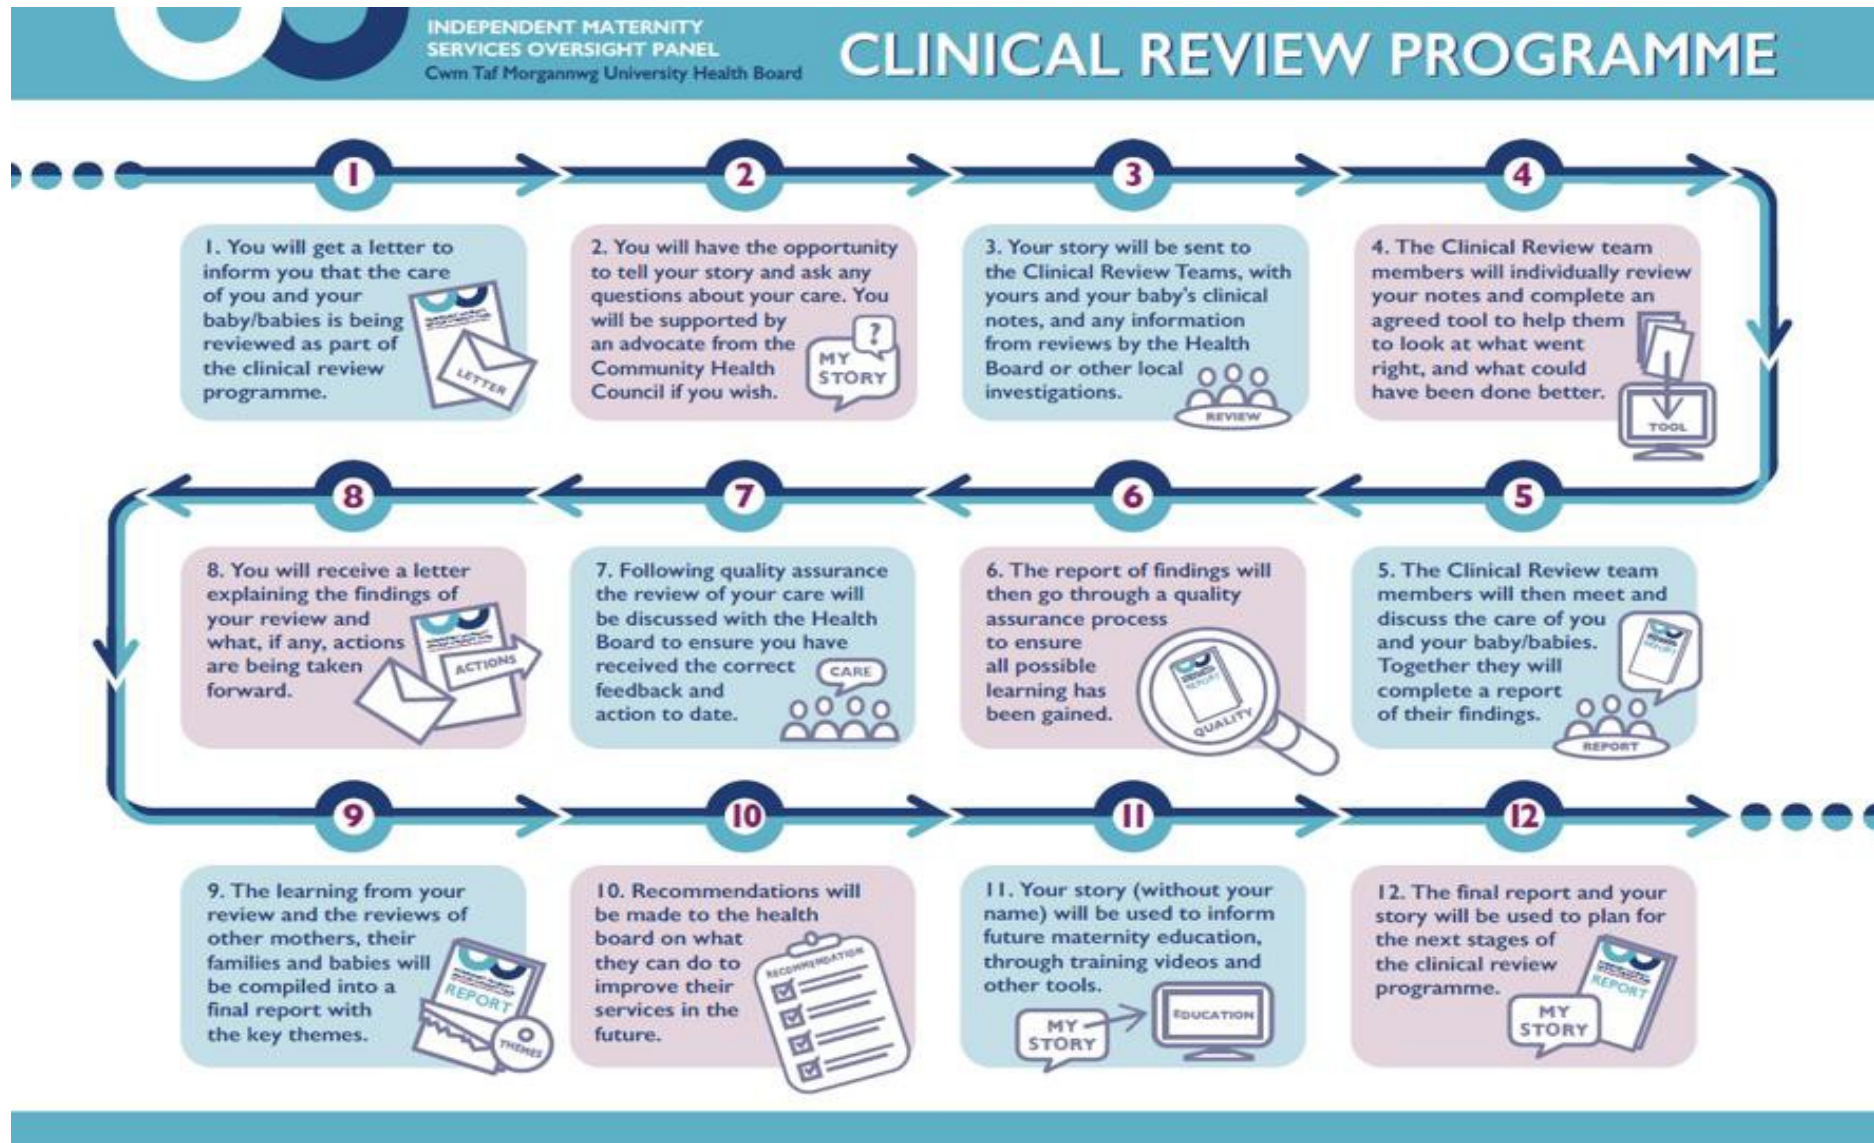 INDEPENDENT MATERNITY
SERVICES OVERSIGHT PANEL
Cwm Taf Morgannwg University Health Board
CLINICAL REVIEW PROGRAMME
1
2
3
4
1. You will get a letter to
inform you that the care
of you and your
baby/babies is being
reviewed as part of
the clinical review
programme.
LETTER
2. You will have the opportunity
to tell your story and ask any
questions about your care. You
will be supported by
an advocate from the
Community Health
Council if you wish.
?
MY
STORY
3. Your story will be sent to
the Clinical Review Teams, with
yours and your baby's clinical
notes, and any information
from reviews by the Health
Board or other local
investigations.
REVIEW
4. The Clinical Review team
members will individually review
your notes and complete an
agreed tool to help them
to look at what went
right, and what could
have been done better.
TOOL
5
5. The Clinical Review team
members will then meet and
discuss the care of you
and your baby/babies.
Together they will
complete a report
of their findings.
REPORT
6
6. The report of findings will
then go through a quality
assurance process
to ensure
all possible
learning has
been gained.
REPORT
QUALITY
7
7. Following quality assurance
the review of your care will
be discussed with the Health
Board to ensure you have
received the correct
feedback and
action to date.
CARE
8
8. You will receive a letter
explaining the findings of
your review and
what, if any, actions
are being taken
forward.
ACTIONS
9
10
11
12
9. The learning from your
review and the reviews of
other mothers, their
families and babies will
be compiled into a
final report with
the key themes.
REPORT
THEMES
10. Recommendations will
be made to the health
board on what
they can do to
improve their
services in the
future.
RECOMMENDATION
11. Your story (without your
name) will be used to inform
future maternity education,
through training videos and
other tools.
MY
STORY
EDUCATION
12. The final report and your
story will be used to plan for
the next stages of
the clinical review
programme.
REPORT
MY
STORY